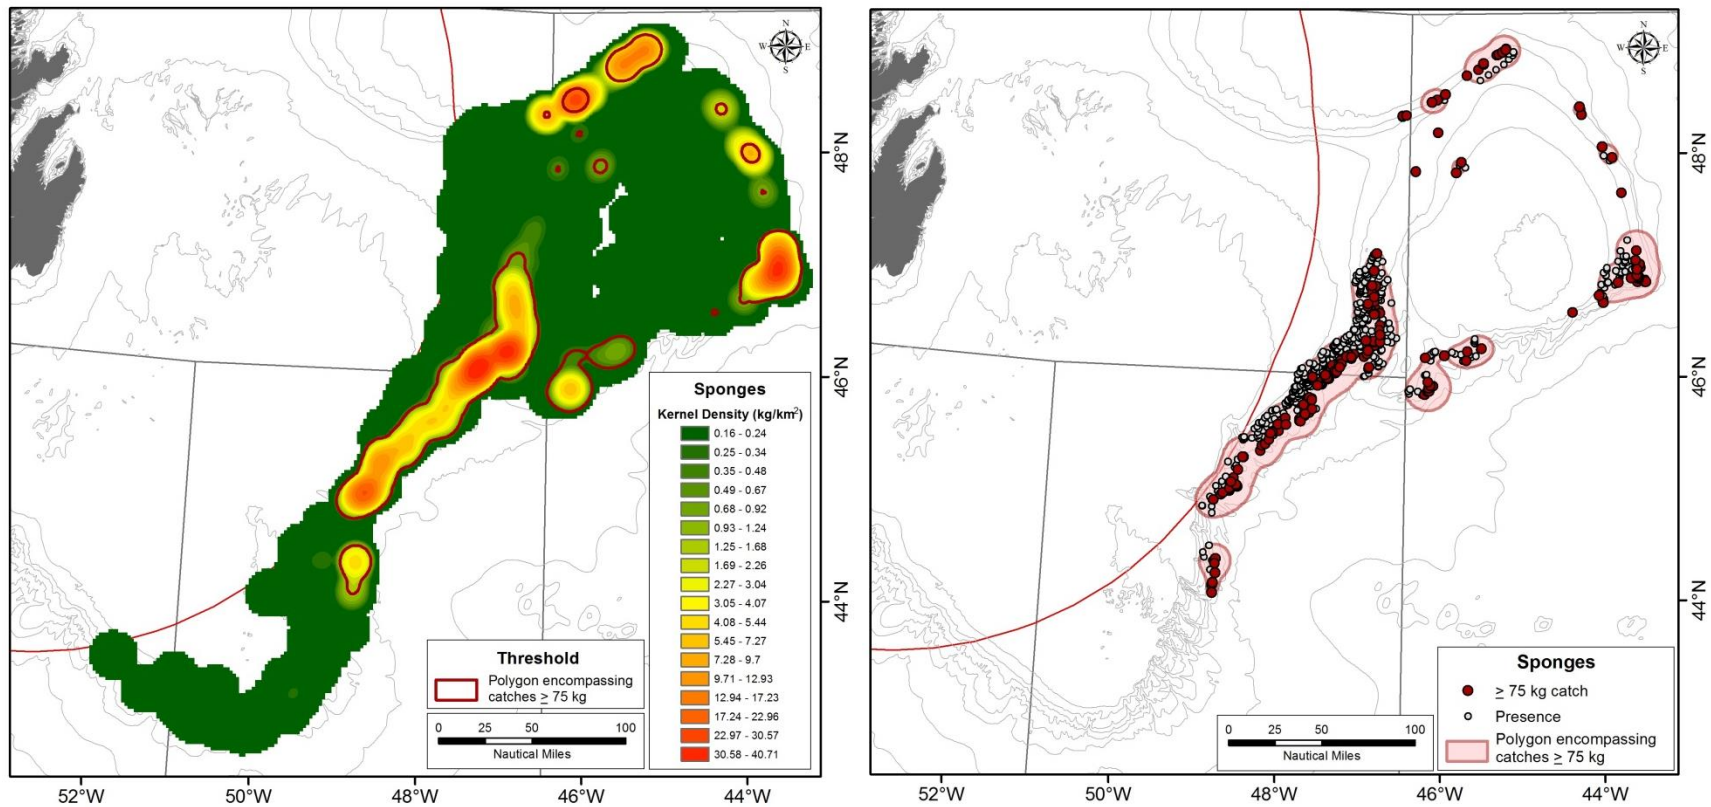 N
W E
S
48°N
46°N
44°N
Sponges
Kernel Density (kg/km²)
0.16 - 0.24
0.25 - 0.34
0.35 - 0.48
0.49 - 0.67
0.68 - 0.92
0.93 - 1.24
1.25 - 1.68
1.69 - 2.26
2.27 - 3.04
3.05 - 4.07
4.08 - 5.44
5.45 - 7.27
7.28 - 9.7
9.71 - 12.93
12.94 - 17.23
17.24 - 22.96
22.97 - 30.57
30.58 - 40.71
Threshold
Polygon encompassing
catches ≥ 75 kg
0 25 50 100
Nautical Miles
52°W 50°W 48°W 46°W 44°W
N
W E
S
48°N
46°N
44°N
Sponges
≥ 75 kg catch
Presence
Polygon encompassing
catches ≥ 75 kg
0 25 50 100
Nautical Miles
52°W 50°W 48°W 46°W 44°W